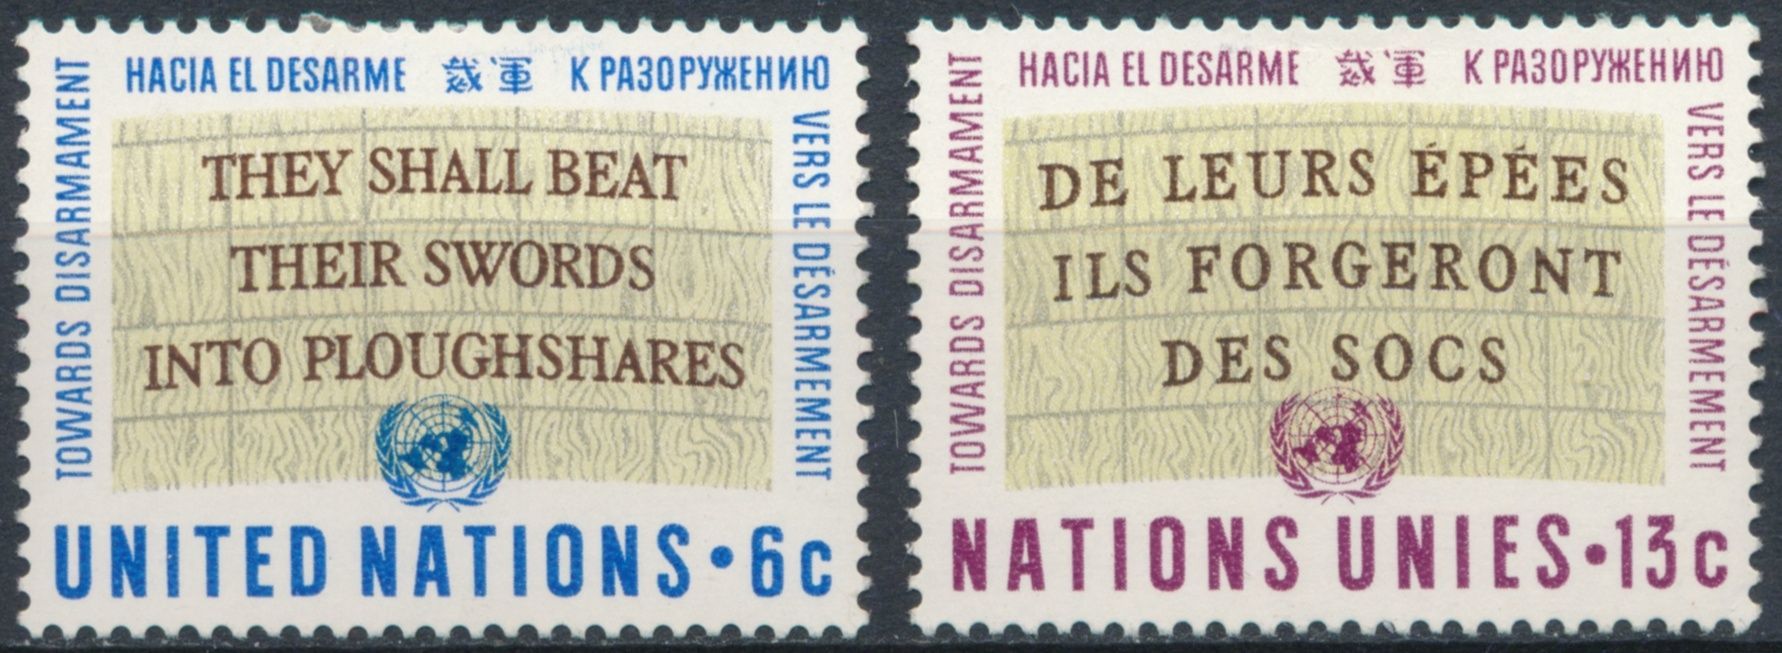 HACIA EL DESARME 裁軍 К РАЗОРУЖЕНИЮ
TOWARDS DISARMAMENT
VERS LE DÉSARMEMENT
THEY SHALL BEAT
THEIR SWORDS
INTO PLOUGHSHARES
UNITED NATIONS • 6c
HACIA EL DESARME 裁軍 К РАЗОРУЖЕНИЮ
TOWARDS DISARMAMENT
VERS LE DÉSARMEMENT
DE LEURS ÉPÉES
ILS FORGERONT
DES SOCS
NATIONS UNIES • 13c